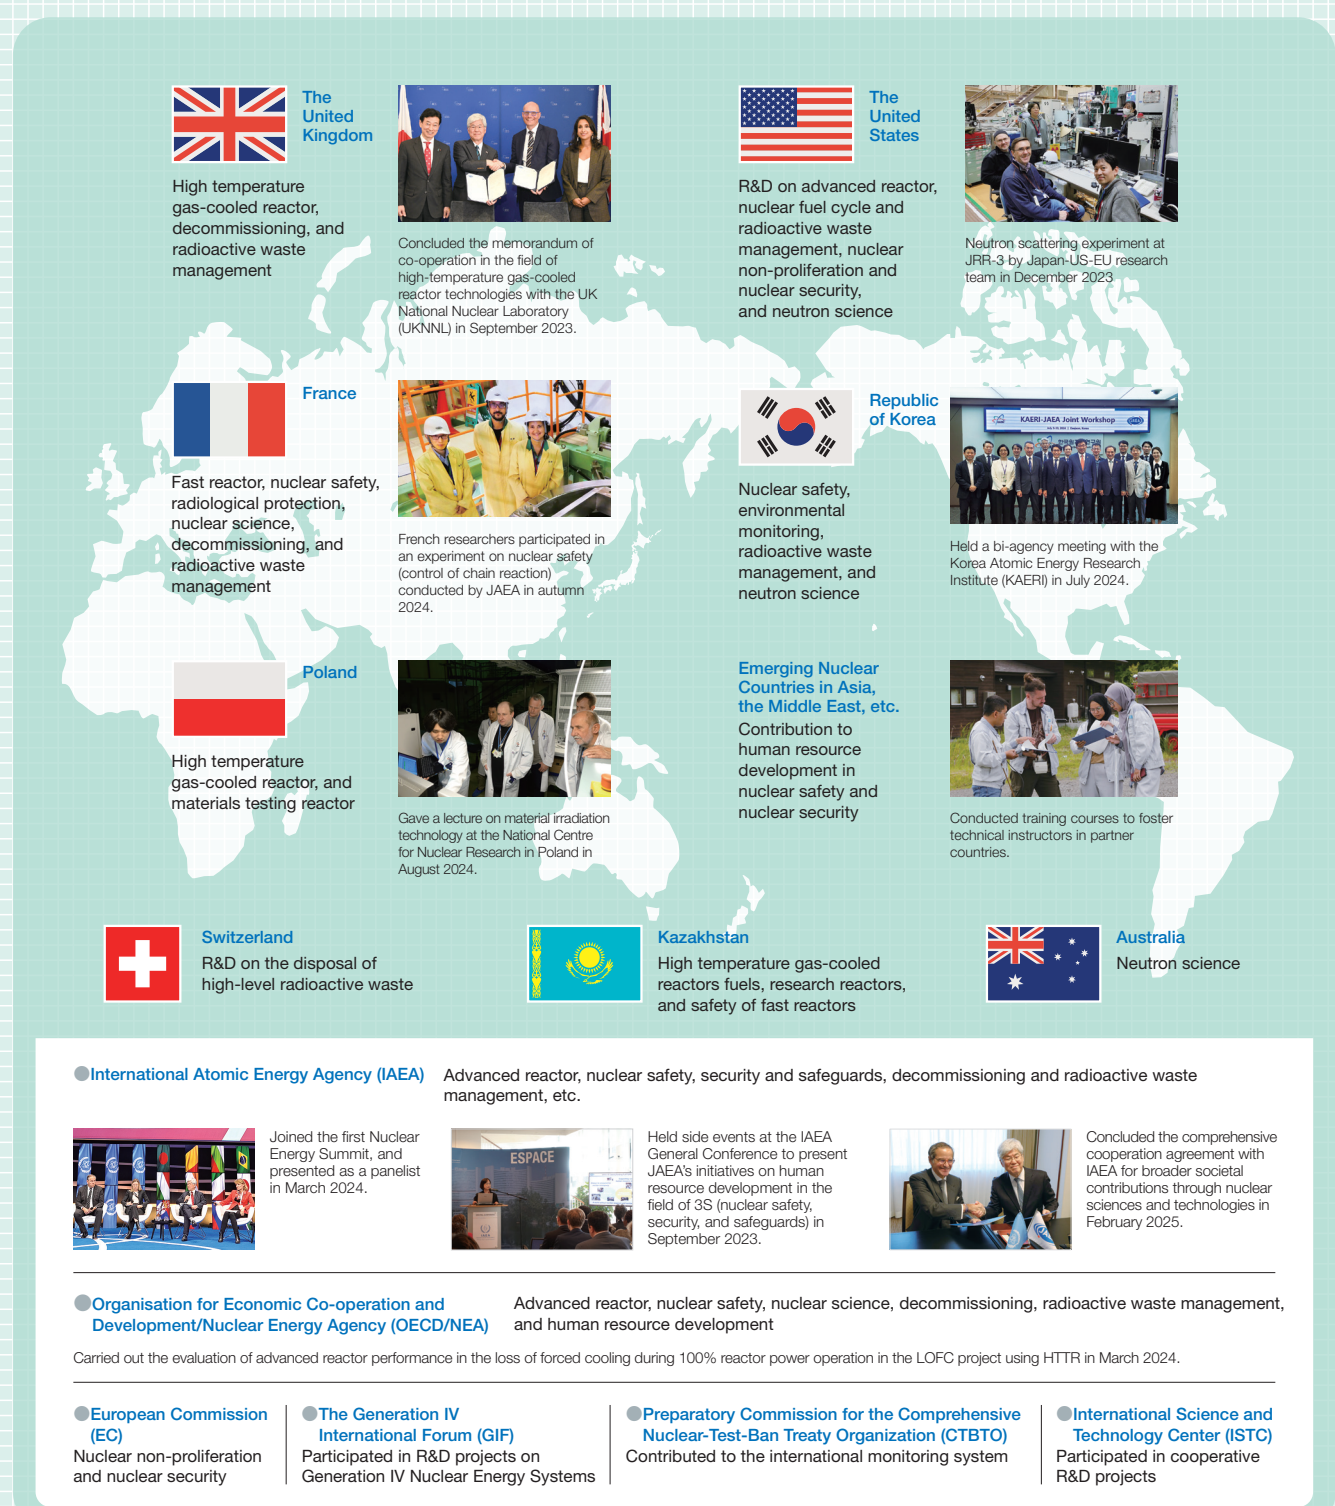 The
United
Kingdom
High temperature
gas-cooled reactor,
decommissioning, and
radioactive waste
management
Concluded the memorandum of
co-operation in the field of
high-temperature gas-cooled
reactor technologies with the UK
National Nuclear Laboratory
(UKNNL) in September 2023.
The
United
States
R&D on advanced reactor,
nuclear fuel cycle and
radioactive waste
management, nuclear
non-proliferation and
nuclear security,
and neutron science
Neutron scattering experiment at
JRR-3 by Japan-US-EU research
team in December 2023
France
Fast reactor, nuclear safety,
radiological protection,
nuclear science,
decommissioning, and
radioactive waste
management
French researchers participated in
an experiment on nuclear safety
(control of chain reaction)
conducted by JAEA in autumn
2024.
Republic
of Korea
Nuclear safety,
environmental
monitoring,
radioactive waste
management, and
neutron science
KAERI-JAEA Joint Workshop
Held a bi-agency meeting with the
Korea Atomic Energy Research
Institute (KAERI) in July 2024.
Poland
High temperature
gas-cooled reactor, and
materials testing reactor
Gave a lecture on material irradiation
technology at the National Centre
for Nuclear Research in Poland in
August 2024.
Emerging Nuclear
Countries in Asia,
the Middle East, etc.
Contribution to
human resource
development in
nuclear safety and
nuclear security
Conducted training courses to foster
technical instructors in partner
countries.
Switzerland
R&D on the disposal of
high-level radioactive waste
Kazakhstan
High temperature gas-cooled
reactors fuels, research reactors,
and safety of fast reactors
Australia
Neutron science
●International Atomic Energy Agency (IAEA)
Advanced reactor, nuclear safety, security and safeguards, decommissioning and radioactive waste
management, etc.
Joined the first Nuclear
Energy Summit, and
presented as a panelist
in March 2024.
ESPACE
Held side events at the IAEA
General Conference to present
JAEA's initiatives on human
resource development in the
field of 3S (nuclear safety,
security, and safeguards) in
September 2023.
Concluded the comprehensive
cooperation agreement with
IAEA for broader societal
contributions through nuclear
sciences and technologies in
February 2025.
●Organisation for Economic Co-operation and
Development/Nuclear Energy Agency (OECD/NEA)
Advanced reactor, nuclear safety, nuclear science, decommissioning, radioactive waste management,
and human resource development
Carried out the evaluation of advanced reactor performance in the loss of forced cooling during 100% reactor power operation in the LOFC project using HTTR in March 2024.
●European Commission
(EC)
Nuclear non-proliferation
and nuclear security
●The Generation IV
International Forum (GIF)
Participated in R&D projects on
Generation IV Nuclear Energy Systems
●Preparatory Commission for the Comprehensive
Nuclear-Test-Ban Treaty Organization (CTBTO)
Contributed to the international monitoring system
●International Science and
Technology Center (ISTC)
Participated in cooperative
R&D projects